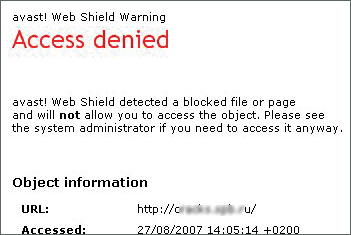 avast! Web Shield Warning
Access denied
avast! Web Shield detected a blocked file or page
and will not allow you to access the object. Please see
the system administrator if you need to access it anyway.
Object information
URL: http://
Accessed: 27/08/2007 14:05:14 +0200